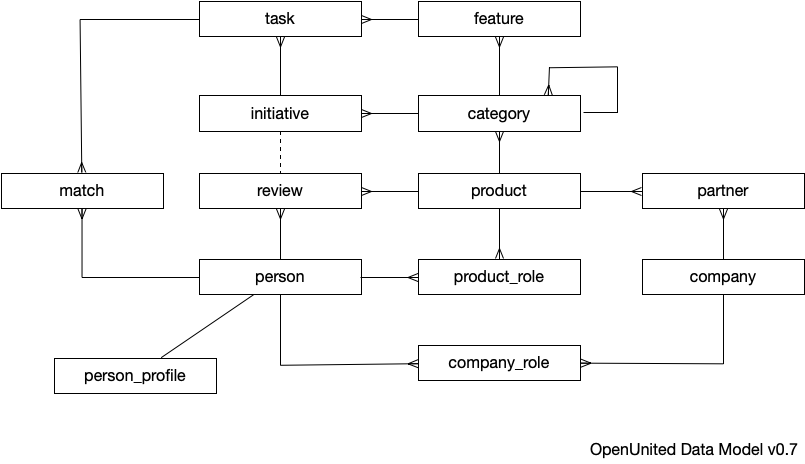 task
feature
initiative
category
match
review
product
partner
person
product_role
company
person_profile
company_role
OpenUnited Data Model v0.7